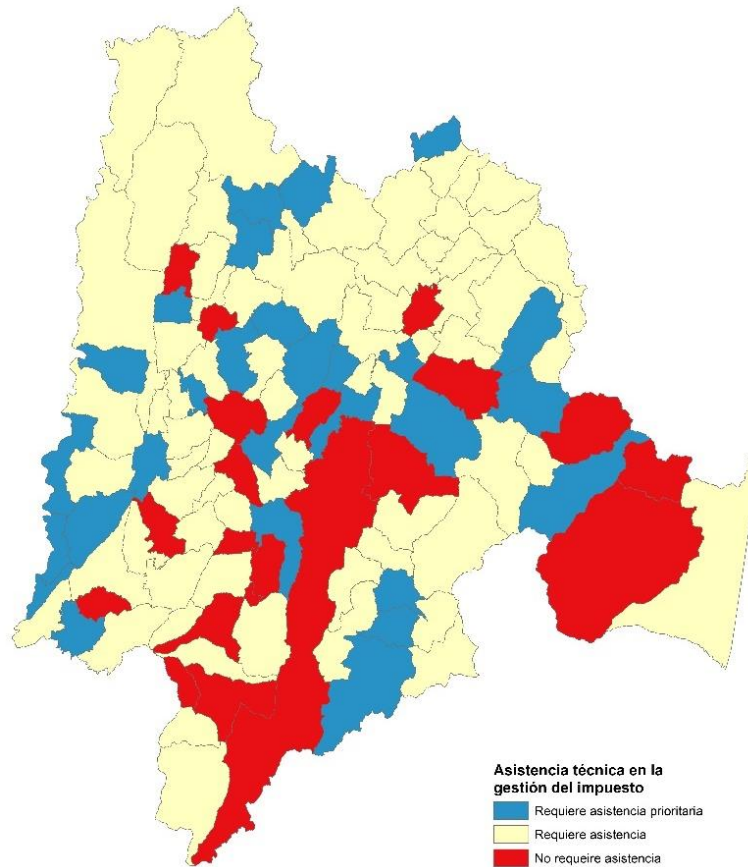 Asistencia técnica en la
gestión del impuesto
Requiere asistencia prioritaria
Requiere asistencia
No requeire asistencia